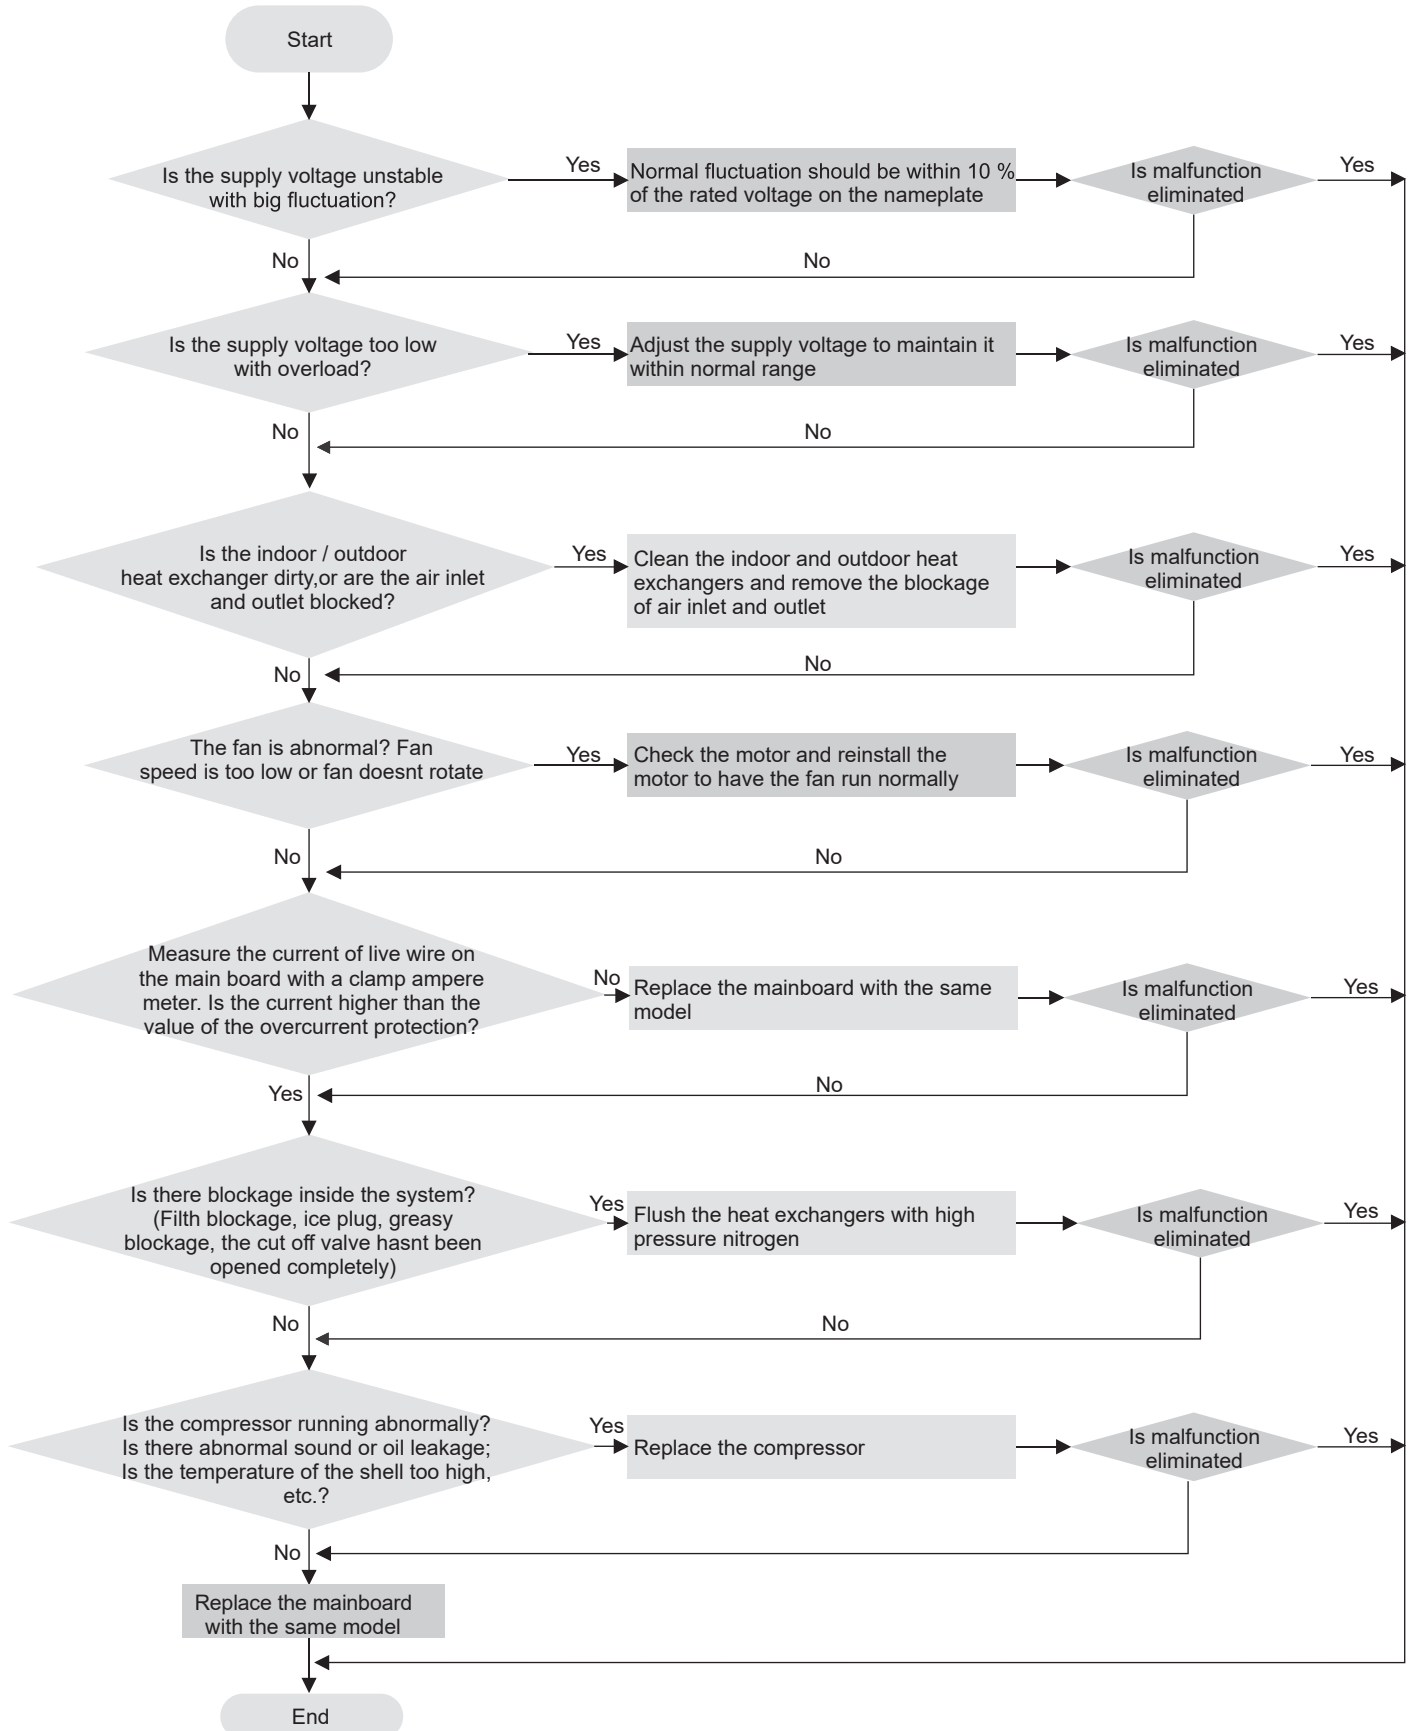 Start
Is the supply voltage unstable
with big fluctuation?
Yes
Normal fluctuation should be within 10 %
of the rated voltage on the nameplate
Is malfunction
eliminated
Yes
No
No
Is the supply voltage too low
with overload?
Yes
Adjust the supply voltage to maintain it
within normal range
Is malfunction
eliminated
Yes
No
No
Is the indoor / outdoor
heat exchanger dirty,or are the air inlet
and outlet blocked?
Yes
Clean the indoor and outdoor heat
exchangers and remove the blockage
of air inlet and outlet
Is malfunction
eliminated
Yes
No
No
The fan is abnormal? Fan
speed is too low or fan doesnt rotate
Yes
Check the motor and reinstall the
motor to have the fan run normally
Is malfunction
eliminated
Yes
No
No
Measure the current of live wire on
the main board with a clamp ampere
meter. Is the current higher than the
value of the overcurrent protection?
No
Replace the mainboard with the same
model
Is malfunction
eliminated
Yes
Yes
No
Is there blockage inside the system?
(Filth blockage, ice plug, greasy
blockage, the cut off valve hasnt been
opened completely)
Yes
Flush the heat exchangers with high
pressure nitrogen
Is malfunction
eliminated
Yes
No
No
Is the compressor running abnormally?
Is there abnormal sound or oil leakage;
Is the temperature of the shell too high,
etc.?
Yes
Replace the compressor
Is malfunction
eliminated
Yes
No
Replace the mainboard
with the same model
End